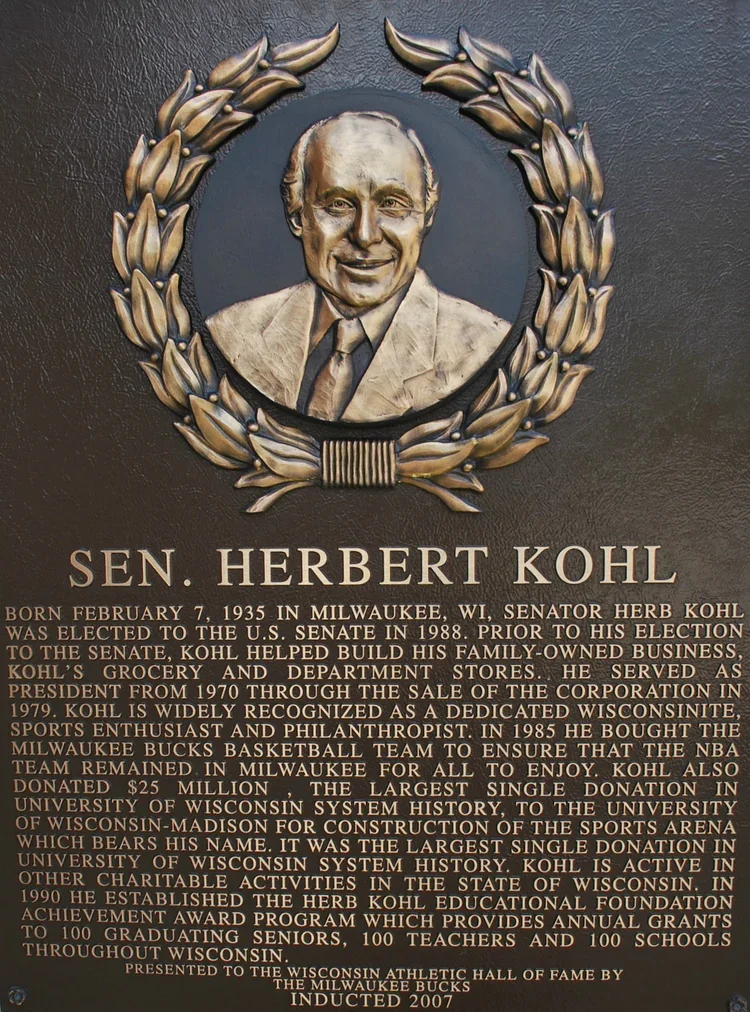 SEN. HERBERT KOHL
BORN FEBRUARY 7, 1935 IN MILWAUKEE, WI, SENATOR HERB KOHL
WAS ELECTED TO THE U.S. SENATE IN 1988. PRIOR TO HIS ELECTION
TO THE SENATE, KOHL HELPED BUILD HIS FAMILY-OWNED BUSINESS,
KOHL'S GROCERY AND DEPARTMENT STORES. HE SERVED AS
PRESIDENT FROM 1970 THROUGH THE SALE OF THE CORPORATION IN
1979. KOHL IS WIDELY RECOGNIZED AS A DEDICATED WISCONSINITE,
SPORTS ENTHUSIAST AND PHILANTHROPIST. IN 1985 HE BOUGHT THE
MILWAUKEE BUCKS BASKETBALL TEAM TO ENSURE THAT THE NBA
TEAM REMAINED IN MILWAUKEE FOR ALL TO ENJOY. KOHL ALSO
DONATED $25 MILLION , THE LARGEST SINGLE DONATION IN
UNIVERSITY OF WISCONSIN SYSTEM HISTORY, TO THE UNIVERSITY
OF WISCONSIN-MADISON FOR CONSTRUCTION OF THE SPORTS ARENA
WHICH BEARS HIS NAME. IT WAS THE LARGEST SINGLE DONATION IN
UNIVERSITY OF WISCONSIN SYSTEM HISTORY. KOHL IS ACTIVE IN
OTHER CHARITABLE ACTIVITIES IN THE STATE OF WISCONSIN. IN
1990 HE ESTABLISHED THE HERB KOHL EDUCATIONAL FOUNDATION
ACHIEVEMENT AWARD PROGRAM WHICH PROVIDES ANNUAL GRANTS
TO 100 GRADUATING SENIORS, 100 TEACHERS AND 100 SCHOOLS
THROUGHOUT WISCONSIN.
PRESENTED TO THE WISCONSIN ATHLETIC HALL OF FAME BY
THE MILWAUKEE BUCKS
INDUCTED 2007